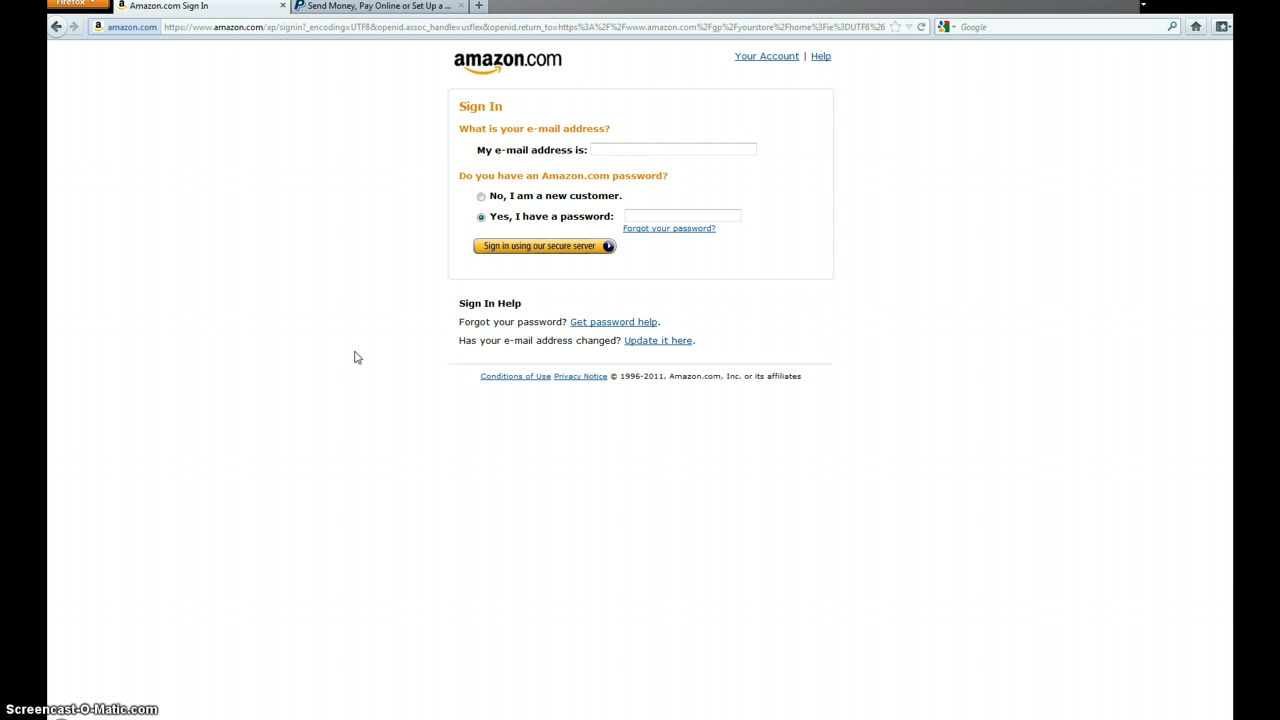 Firefox
Amazon.com Sign In
Send Money, Pay Online or Set Up a ...
amazon.com
https://www.amazon.com/ap/signin?_encoding=UTF8&openid.assoc_handle=usflex&openid.return_to=https%3A%2F%2Fwww.amazon.com%2Fgp%2Fyourstore%2Fhome%3Fie%3DUTF8%26
Google
amazon.com
Your Account | Help
Sign In
What is your e-mail address?
My e-mail address is:
Do you have an Amazon.com password?
No, I am a new customer.
Yes, I have a password:
Forgot your password?
Sign in using our secure server
Sign In Help
Forgot your password? Get password help.
Has your e-mail address changed? Update it here.
Conditions of Use Privacy Notice © 1996-2011, Amazon.com, Inc. or its affiliates
Screencast-O-Matic.com